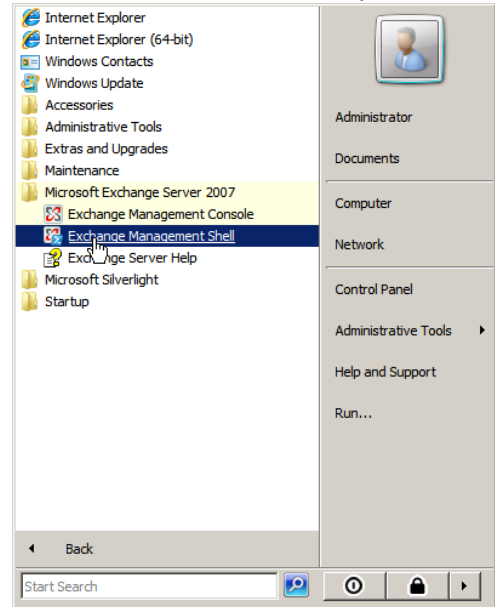 Internet Explorer
Internet Explorer (64-bit)
Windows Contacts
Windows Update
Accessories
Administrative Tools
Extras and Upgrades
Maintenance
Microsoft Exchange Server 2007
Exchange Management Console
Exchange Management Shell
Exchange Server Help
Microsoft Silverlight
Startup
Back
Start Search
Administrator
Documents
Computer
Network
Control Panel
Administrative Tools
Help and Support
Run...